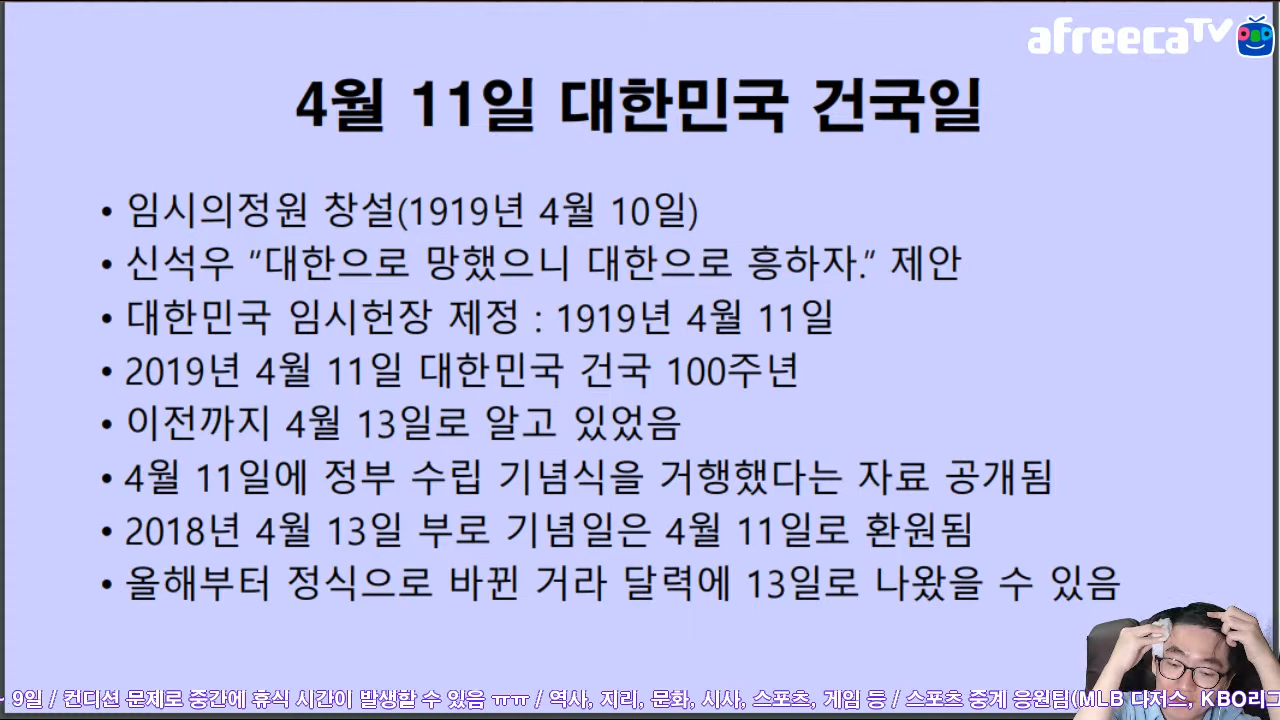 afreecaTV
4월 11일 대한민국 건국일
• 임시의정원 창설(1919년 4월 10일)
• 신석우 "대한으로 망했으니 대한으로 흥하자." 제안
• 대한민국 임시헌장 제정 : 1919년 4월 11일
• 2019년 4월 11일 대한민국 건국 100주년
• 이전까지 4월 13일로 알고 있었음
• 4월 11일에 정부 수립 기념식을 거행했다는 자료 공개됨
• 2018년 4월 13일 부로 기념일은 4월 11일로 환원됨
• 올해부터 정식으로 바뀐 거라 달력에 13일로 나왔을 수 있음
~ 9일 / 컨디션 문제로 중간에 휴식 시간이 발생할 수 있음 ㅠㅠ / 역사, 지리, 문화, 시사, 스포츠, 게임 등 / 스포츠 중계 응원팀(MLB 다저스, KBO리그